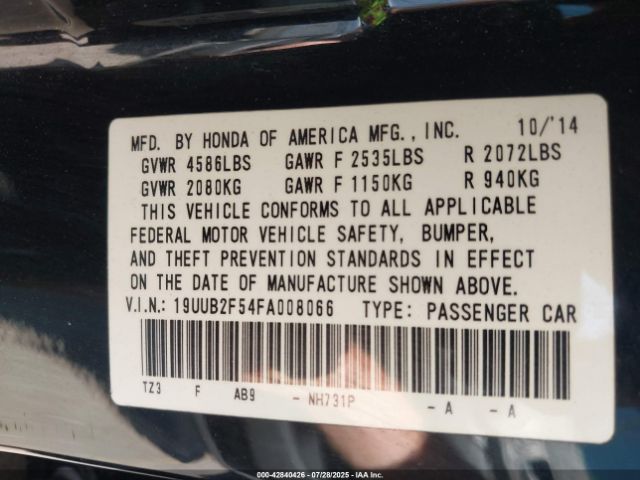 MFD. BY HONDA OF AMERICA MFG., INC. 10/'14
GVWR 4586LBS GAWR F 2535LBS R 2072LBS
GVWR 2080KG GAWR F 1150KG R 940KG
THIS VEHICLE CONFORMS TO ALL APPLICABLE
FEDERAL MOTOR VEHICLE SAFETY, BUMPER,
AND THEFT PREVENTION STANDARDS IN EFFECT
ON THE DATE OF MANUFACTURE SHOWN ABOVE.
V.I.N.: 19UUB2F54FA008066 TYPE: PASSENGER CAR
TZ3 F AB9 - NH731P - A - A
000-42840426 | 07/28/2025 | IAAI